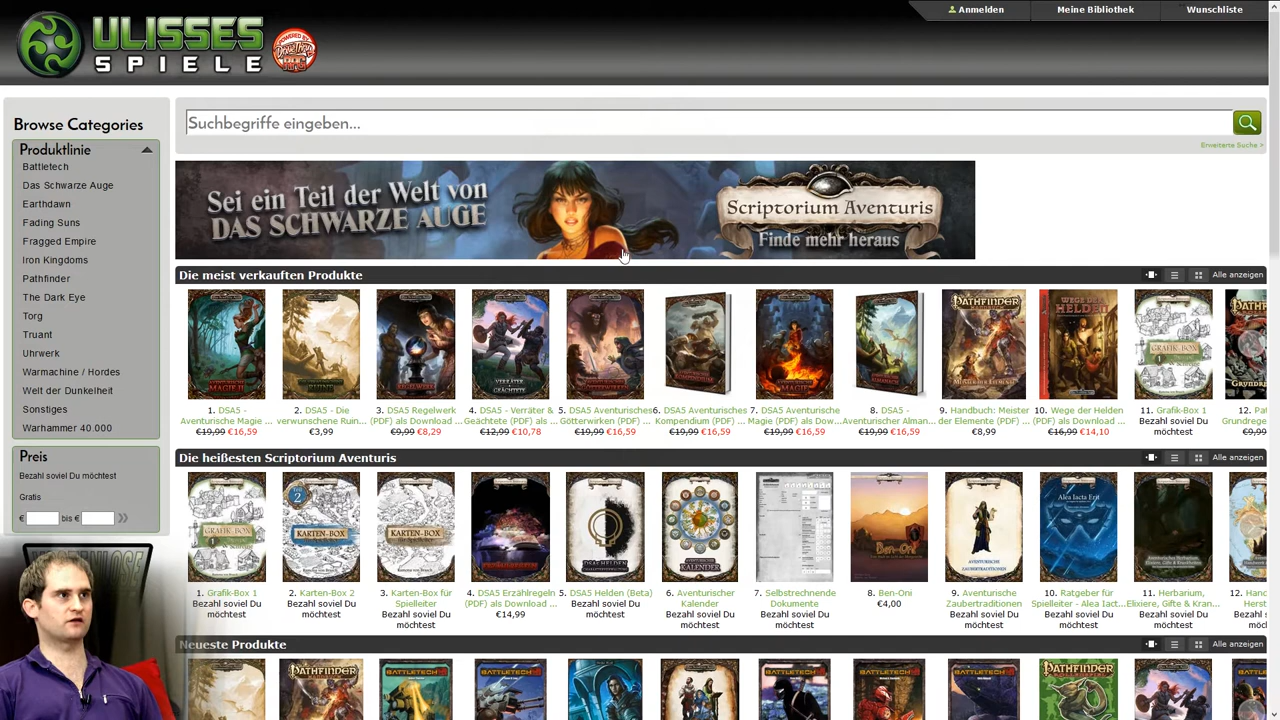 Anmelden
Meine Bibliothek
Wunschliste
ULISSES
SPIELE
Browse Categories
Produktlinie
Battletech
Das Schwarze Auge
Earthdawn
Fading Suns
Fragged Empire
Iron Kingdoms
Pathfinder
The Dark Eye
Torg
Truant
Uhrwerk
Warmachine / Hordes
Welt der Dunkelheit
Sonstiges
Warhammer 40.000
Preis
Bezahl soviel Du möchtest
Gratis
€ bis €
Suchbegriffe eingeben...
Erweiterte Suche >
Sei ein Teil der Welt von
DAS SCHWARZE AUGE
Scriptorium Aventuris
Finde mehr heraus
Die meist verkauften Produkte
Alle anzeigen
1. DSA5 -
Aventurische Magie ...
€19,99 €16,59
2. DSA5 - Die
verwunschene Ruin...
€3,99
3. DSA5 Regelwerk
(PDF) als Download ...
€9,99 €8,29
4. DSA5 - Verräter &
Geächtete (PDF) ...
€12,99 €10,78
5. DSA5 Aventurisches
Götterwirken (PDF) ...
€19,99 €16,59
6. DSA5 Aventurisches
Kompendium (PDF) ...
€19,99 €16,59
7. DSA5 Aventurische
Magie (PDF) als Dow...
€19,99 €16,59
8. DSA5 -
Aventurischer Alman...
€19,99 €16,59
9. Handbuch: Meister
der Elemente (PDF) ...
€8,99
10. Wege der Helden
(PDF) als Download ...
€16,99 €14,10
11. Grafik-Box 1
Bezahl soviel Du
möchtest
12. Pat
Grundrege
€9,99
Die heißesten Scriptorium Aventuris
Alle anzeigen
1. Grafik-Box 1
Bezahl soviel Du
möchtest
2. Karten-Box 2
Bezahl soviel Du
möchtest
3. Karten-Box für
Spielleiter
Bezahl soviel Du
möchtest
4. DSA5 Erzählregeln
(PDF) als Download ...
€14,99
5. DSA5 Helden (Beta)
Bezahl soviel Du
möchtest
6. Aventurischer
Kalender
Bezahl soviel Du
möchtest
7. Selbstrechnende
Dokumente
Bezahl soviel Du
möchtest
8. Ben-Oni
€4,00
9. Aventurische
Zaubertraditionen
Bezahl soviel Du
möchtest
10. Ratgeber für
Spielleiter - Alea Iact...
Bezahl soviel Du
möchtest
11. Herbarium,
Elixiere, Gifte & Kran...
Bezahl soviel Du
möchtest
12. Hand
Herst
Bezahl so
möch
Neueste Produkte
Alle anzeigen